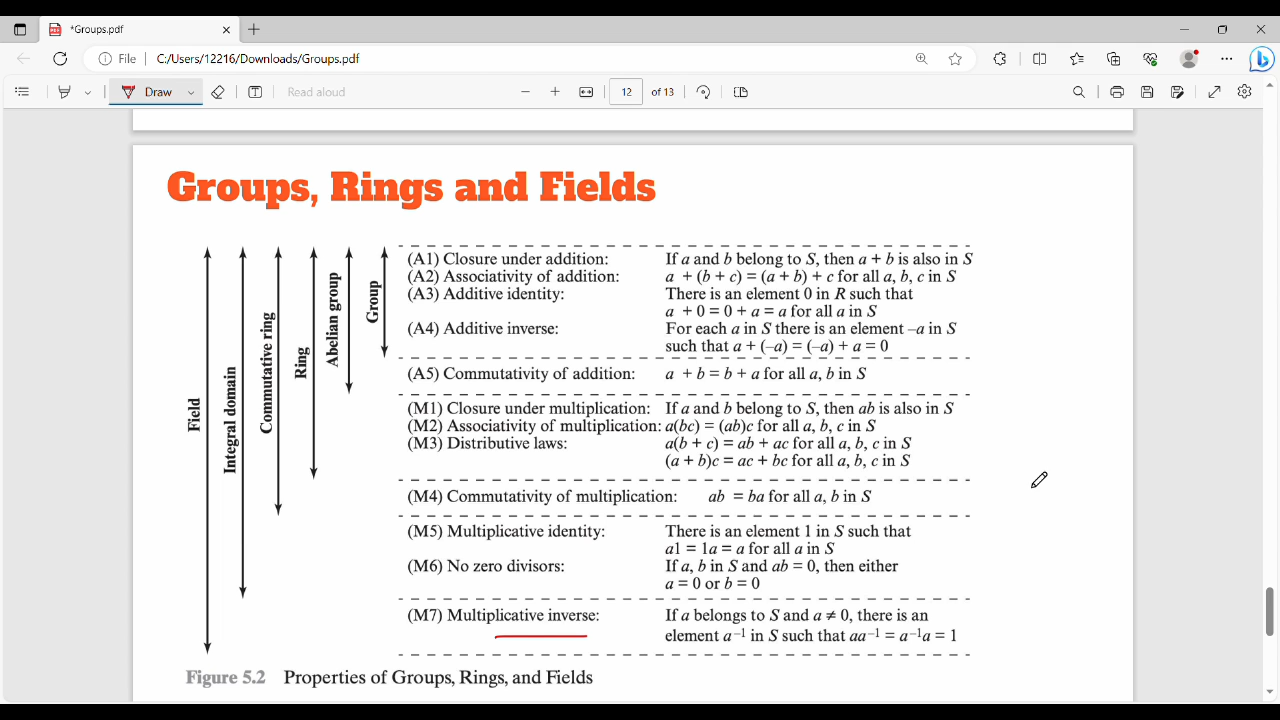 *Groups.pdf
File
C:/Users/12216/Downloads/Groups.pdf
Draw
Read aloud
12 of 13
Groups, Rings and Fields
Field
Integral domain
Commutative ring
Ring
Abelian group
Group
(A1) Closure under addition: If a and b belong to S, then a + b is also in S
(A2) Associativity of addition: a + (b + c) = (a + b) + c for all a, b, c in S
(A3) Additive identity: There is an element 0 in R such that
a + 0 = 0 + a = a for all a in S
(A4) Additive inverse: For each a in S there is an element –a in S
such that a + (–a) = (–a) + a = 0
(A5) Commutativity of addition: a + b = b + a for all a, b in S
(M1) Closure under multiplication: If a and b belong to S, then ab is also in S
(M2) Associativity of multiplication: a(bc) = (ab)c for all a, b, c in S
(M3) Distributive laws: a(b + c) = ab + ac for all a, b, c in S
(a + b)c = ac + bc for all a, b, c in S
(M4) Commutativity of multiplication: ab = ba for all a, b in S
(M5) Multiplicative identity: There is an element 1 in S such that
a1 = 1a = a for all a in S
(M6) No zero divisors: If a, b in S and ab = 0, then either
a = 0 or b = 0
(M7) Multiplicative inverse: If a belongs to S and a ≠ 0, there is an
element a⁻¹ in S such that aa⁻¹ = a⁻¹a = 1
Figure 5.2 Properties of Groups, Rings, and Fields